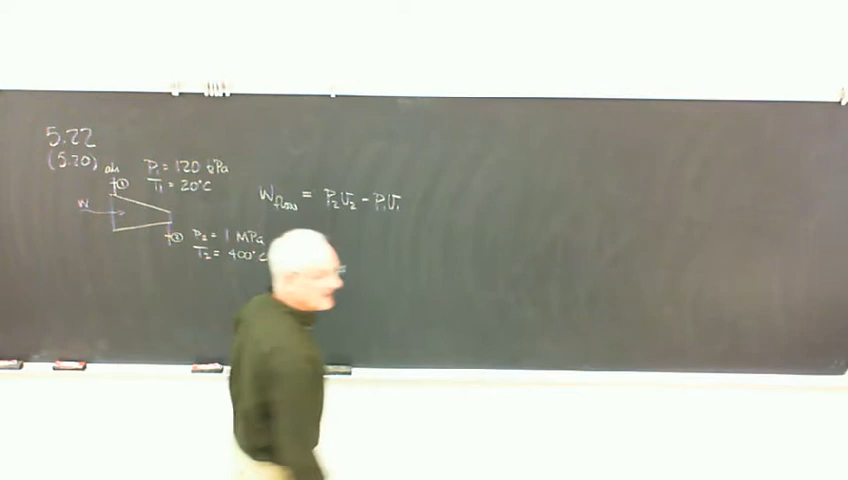 5.22
(5.20)
air
P₁ = 120 kPa
T₁ = 20°C
①
W
② P₂ = 1 MPa
T₂ = 400°C
W_flow = P₂V₂ - P₁V₁